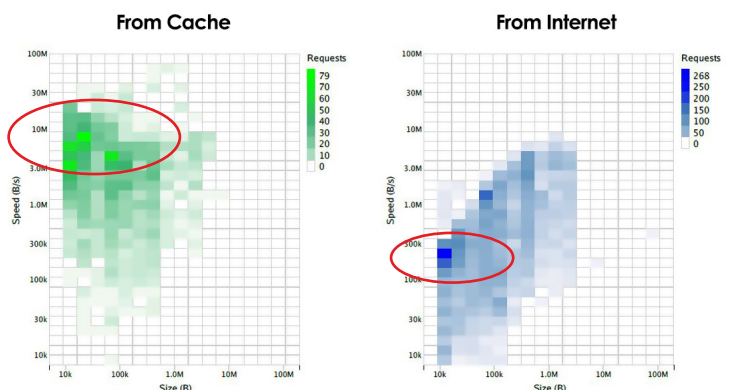 From Cache
From Internet
100M
30M
10M
3.0M
1.0M
300k
100k
30k
10k
Speed (B/s)
10k
100k
1.0M
10M
100M
Size (B)
Requests
79
70
60
50
40
30
20
10
0
100M
30M
10M
3.0M
1.0M
300k
100k
30k
10k
Speed (B/s)
10k
100k
1.0M
10M
100M
Size (B)
Requests
268
250
200
150
100
50
0